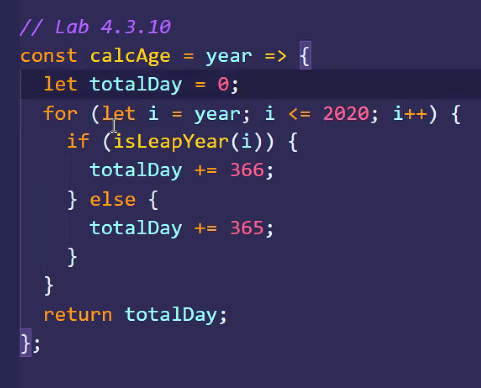 // Lab 4.3.10
const calcAge = year => {
let totalDay = 0;
for (let i = year; i <= 2020; i++) {
if (isLeapYear(i)) {
totalDay += 366;
} else {
totalDay += 365;
}
}
return totalDay;
};